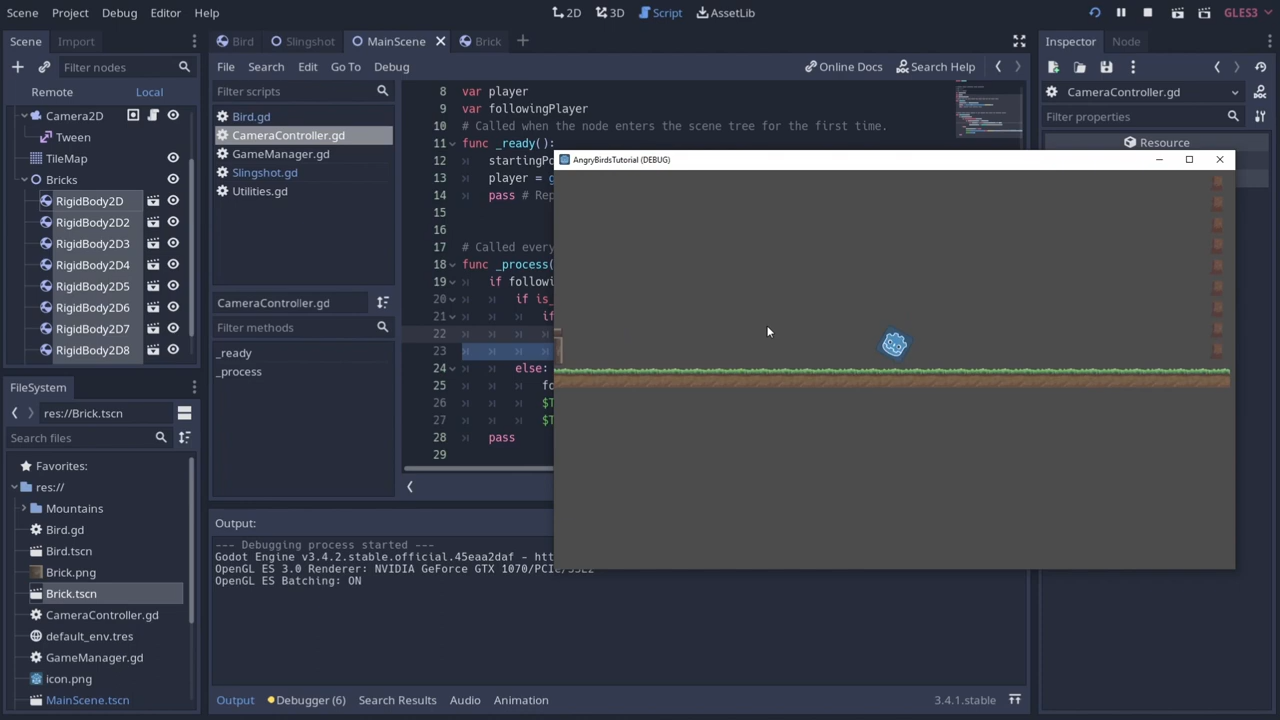 Scene Project Debug Editor Help
2D 3D Script AssetLib
GLES3
Scene Import
Filter nodes
Remote Local
Camera2D
Tween
TileMap
Bricks
RigidBody2D
RigidBody2D2
RigidBody2D3
RigidBody2D4
RigidBody2D5
RigidBody2D6
RigidBody2D7
RigidBody2D8
FileSystem
res://Brick.tscn
Search files
Favorites:
res://
Mountains
Bird.gd
Bird.tscn
Brick.png
Brick.tscn
CameraController.gd
default_env.tres
GameManager.gd
icon.png
MainScene.tscn
Bird Slingshot MainScene Brick
File Search Edit Go To Debug
Online Docs Search Help
Filter scripts
Bird.gd
CameraController.gd
GameManager.gd
Slingshot.gd
Utilities.gd
CameraController.gd
Filter methods
_ready
_process
8 var player
9 var followingPlayer
10 # Called when the node enters the scene tree for the first time.
11 func _ready():
12 startingPo
13 player = g
14 pass # Rep
15
16
17 # Called every
18 func _process(
19 if followi
20 if is_
21 if
22
23
24 else:
25 fo
26 $T
27 $T
28 pass
29
AngryBirdsTutorial (DEBUG)
Output:
--- Debugging process started ---
Godot Engine v3.4.2.stable.official.45eaa2daf - htt
OpenGL ES 3.0 Renderer: NVIDIA GeForce GTX 1070/PCIe/SSE2
OpenGL ES Batching: ON
Output Debugger (6) Search Results Audio Animation
3.4.1.stable
Inspector Node
CameraController.gd
Filter properties
Resource